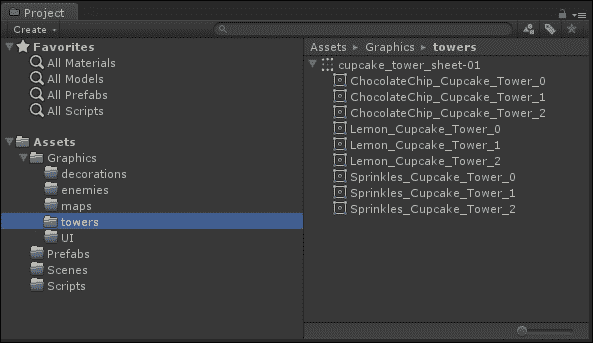 Project
Create
Favorites
All Materials
All Models
All Prefabs
All Scripts
Assets
Graphics
decorations
enemies
maps
towers
UI
Prefabs
Scenes
Scripts
Assets Graphics towers
cupcake_tower_sheet-01
ChocolateChip_Cupcake_Tower_0
ChocolateChip_Cupcake_Tower_1
ChocolateChip_Cupcake_Tower_2
Lemon_Cupcake_Tower_0
Lemon_Cupcake_Tower_1
Lemon_Cupcake_Tower_2
Sprinkles_Cupcake_Tower_0
Sprinkles_Cupcake_Tower_1
Sprinkles_Cupcake_Tower_2